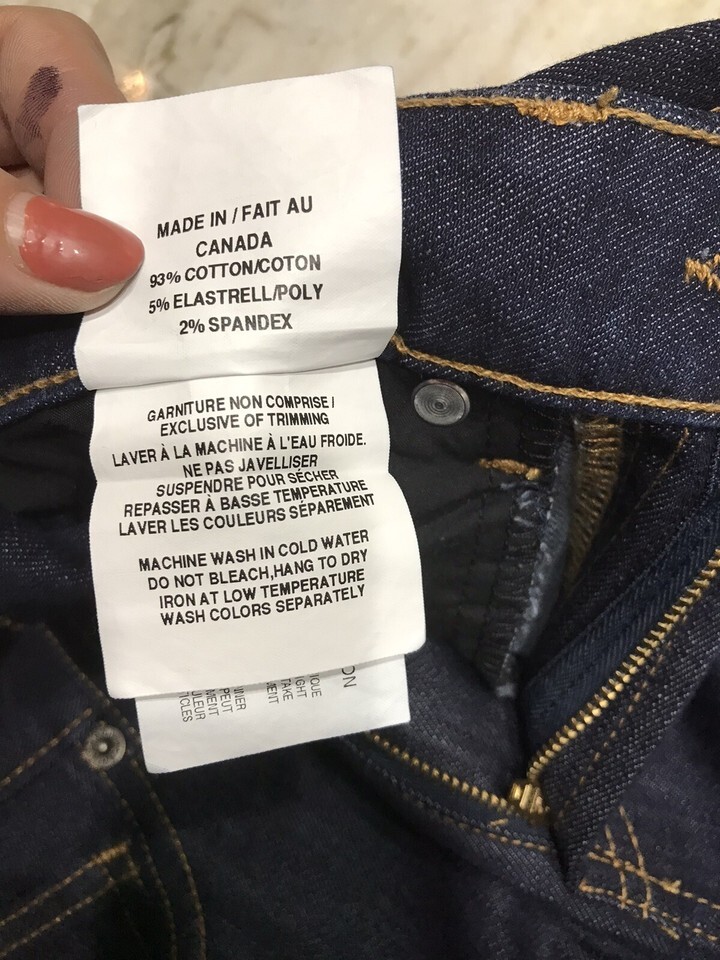 MADE IN / FAIT AU
CANADA
93% COTTON/COTON
5% ELASTRELL/POLY
2% SPANDEX
GARNITURE NON COMPRISE /
EXCLUSIVE OF TRIMMING
LAVER À LA MACHINE À L'EAU FROIDE.
NE PAS JAVELLISER
SUSPENDRE POUR SÉCHER
REPASSER À BASSE TEMPERATURE
LAVER LES COULEURS SÉPAREMENT
MACHINE WASH IN COLD WATER
DO NOT BLEACH,HANG TO DRY
IRON AT LOW TEMPERATURE
WASH COLORS SEPARATELY